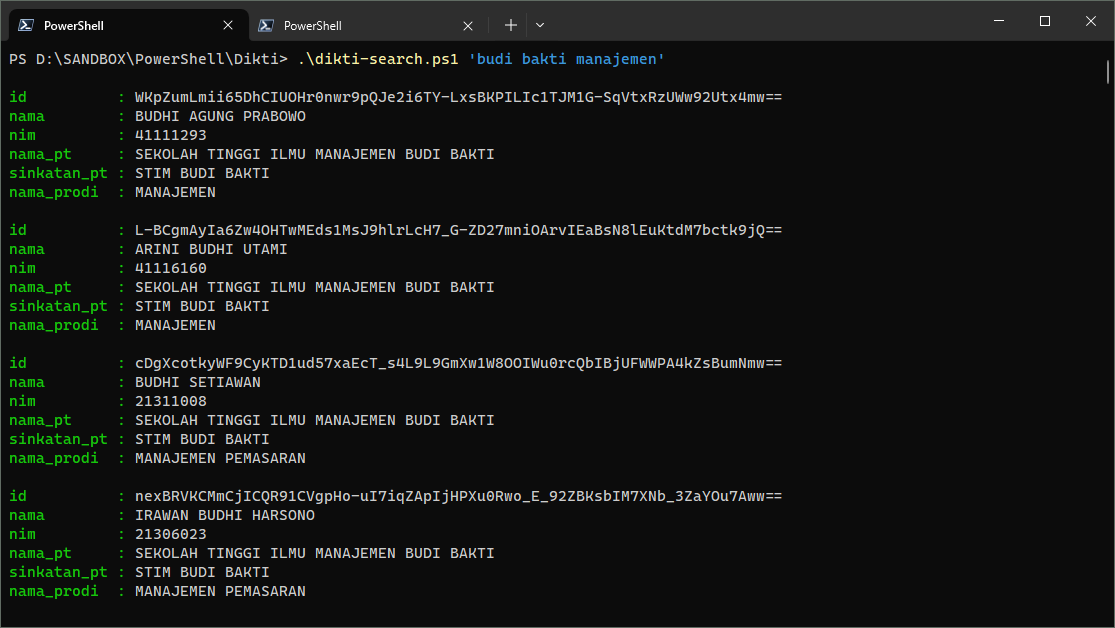 PowerShell
PowerShell
PS D:\SANDBOX\PowerShell\Dikti> .\dikti-search.ps1 'budi bakti manajemen'
id : WKpZumLmii65DhCIUOHr0nwr9pQJe2i6TY-LxsBKPILIc1TJM1G-SqVtxRzUWw92Utx4mw==
nama : BUDHI AGUNG PRABOWO
nim : 41111293
nama_pt : SEKOLAH TINGGI ILMU MANAJEMEN BUDI BAKTI
sinkatan_pt : STIM BUDI BAKTI
nama_prodi : MANAJEMEN
id : L-BCgmAyIa6Zw4OHTwMEds1MsJ9hlrLcH7_G-ZD27mniOArvIEaBsN8lEuKtdM7bctk9jQ==
nama : ARINI BUDHI UTAMI
nim : 41116160
nama_pt : SEKOLAH TINGGI ILMU MANAJEMEN BUDI BAKTI
sinkatan_pt : STIM BUDI BAKTI
nama_prodi : MANAJEMEN
id : cDgXcotkyWF9CyKTD1ud57xaEcT_s4L9L9GmXw1W8OOIWu0rcQbIBjUFWWPA4kZsBumNmw==
nama : BUDHI SETIAWAN
nim : 21311008
nama_pt : SEKOLAH TINGGI ILMU MANAJEMEN BUDI BAKTI
sinkatan_pt : STIM BUDI BAKTI
nama_prodi : MANAJEMEN PEMASARAN
id : nexBRVKCMmCjICQR91CVgpHo-uI7iqZApIjHPXu0Rwo_E_92ZBKsbIM7XNb_3ZaYOu7Aww==
nama : IRAWAN BUDHI HARSONO
nim : 21306023
nama_pt : SEKOLAH TINGGI ILMU MANAJEMEN BUDI BAKTI
sinkatan_pt : STIM BUDI BAKTI
nama_prodi : MANAJEMEN PEMASARAN